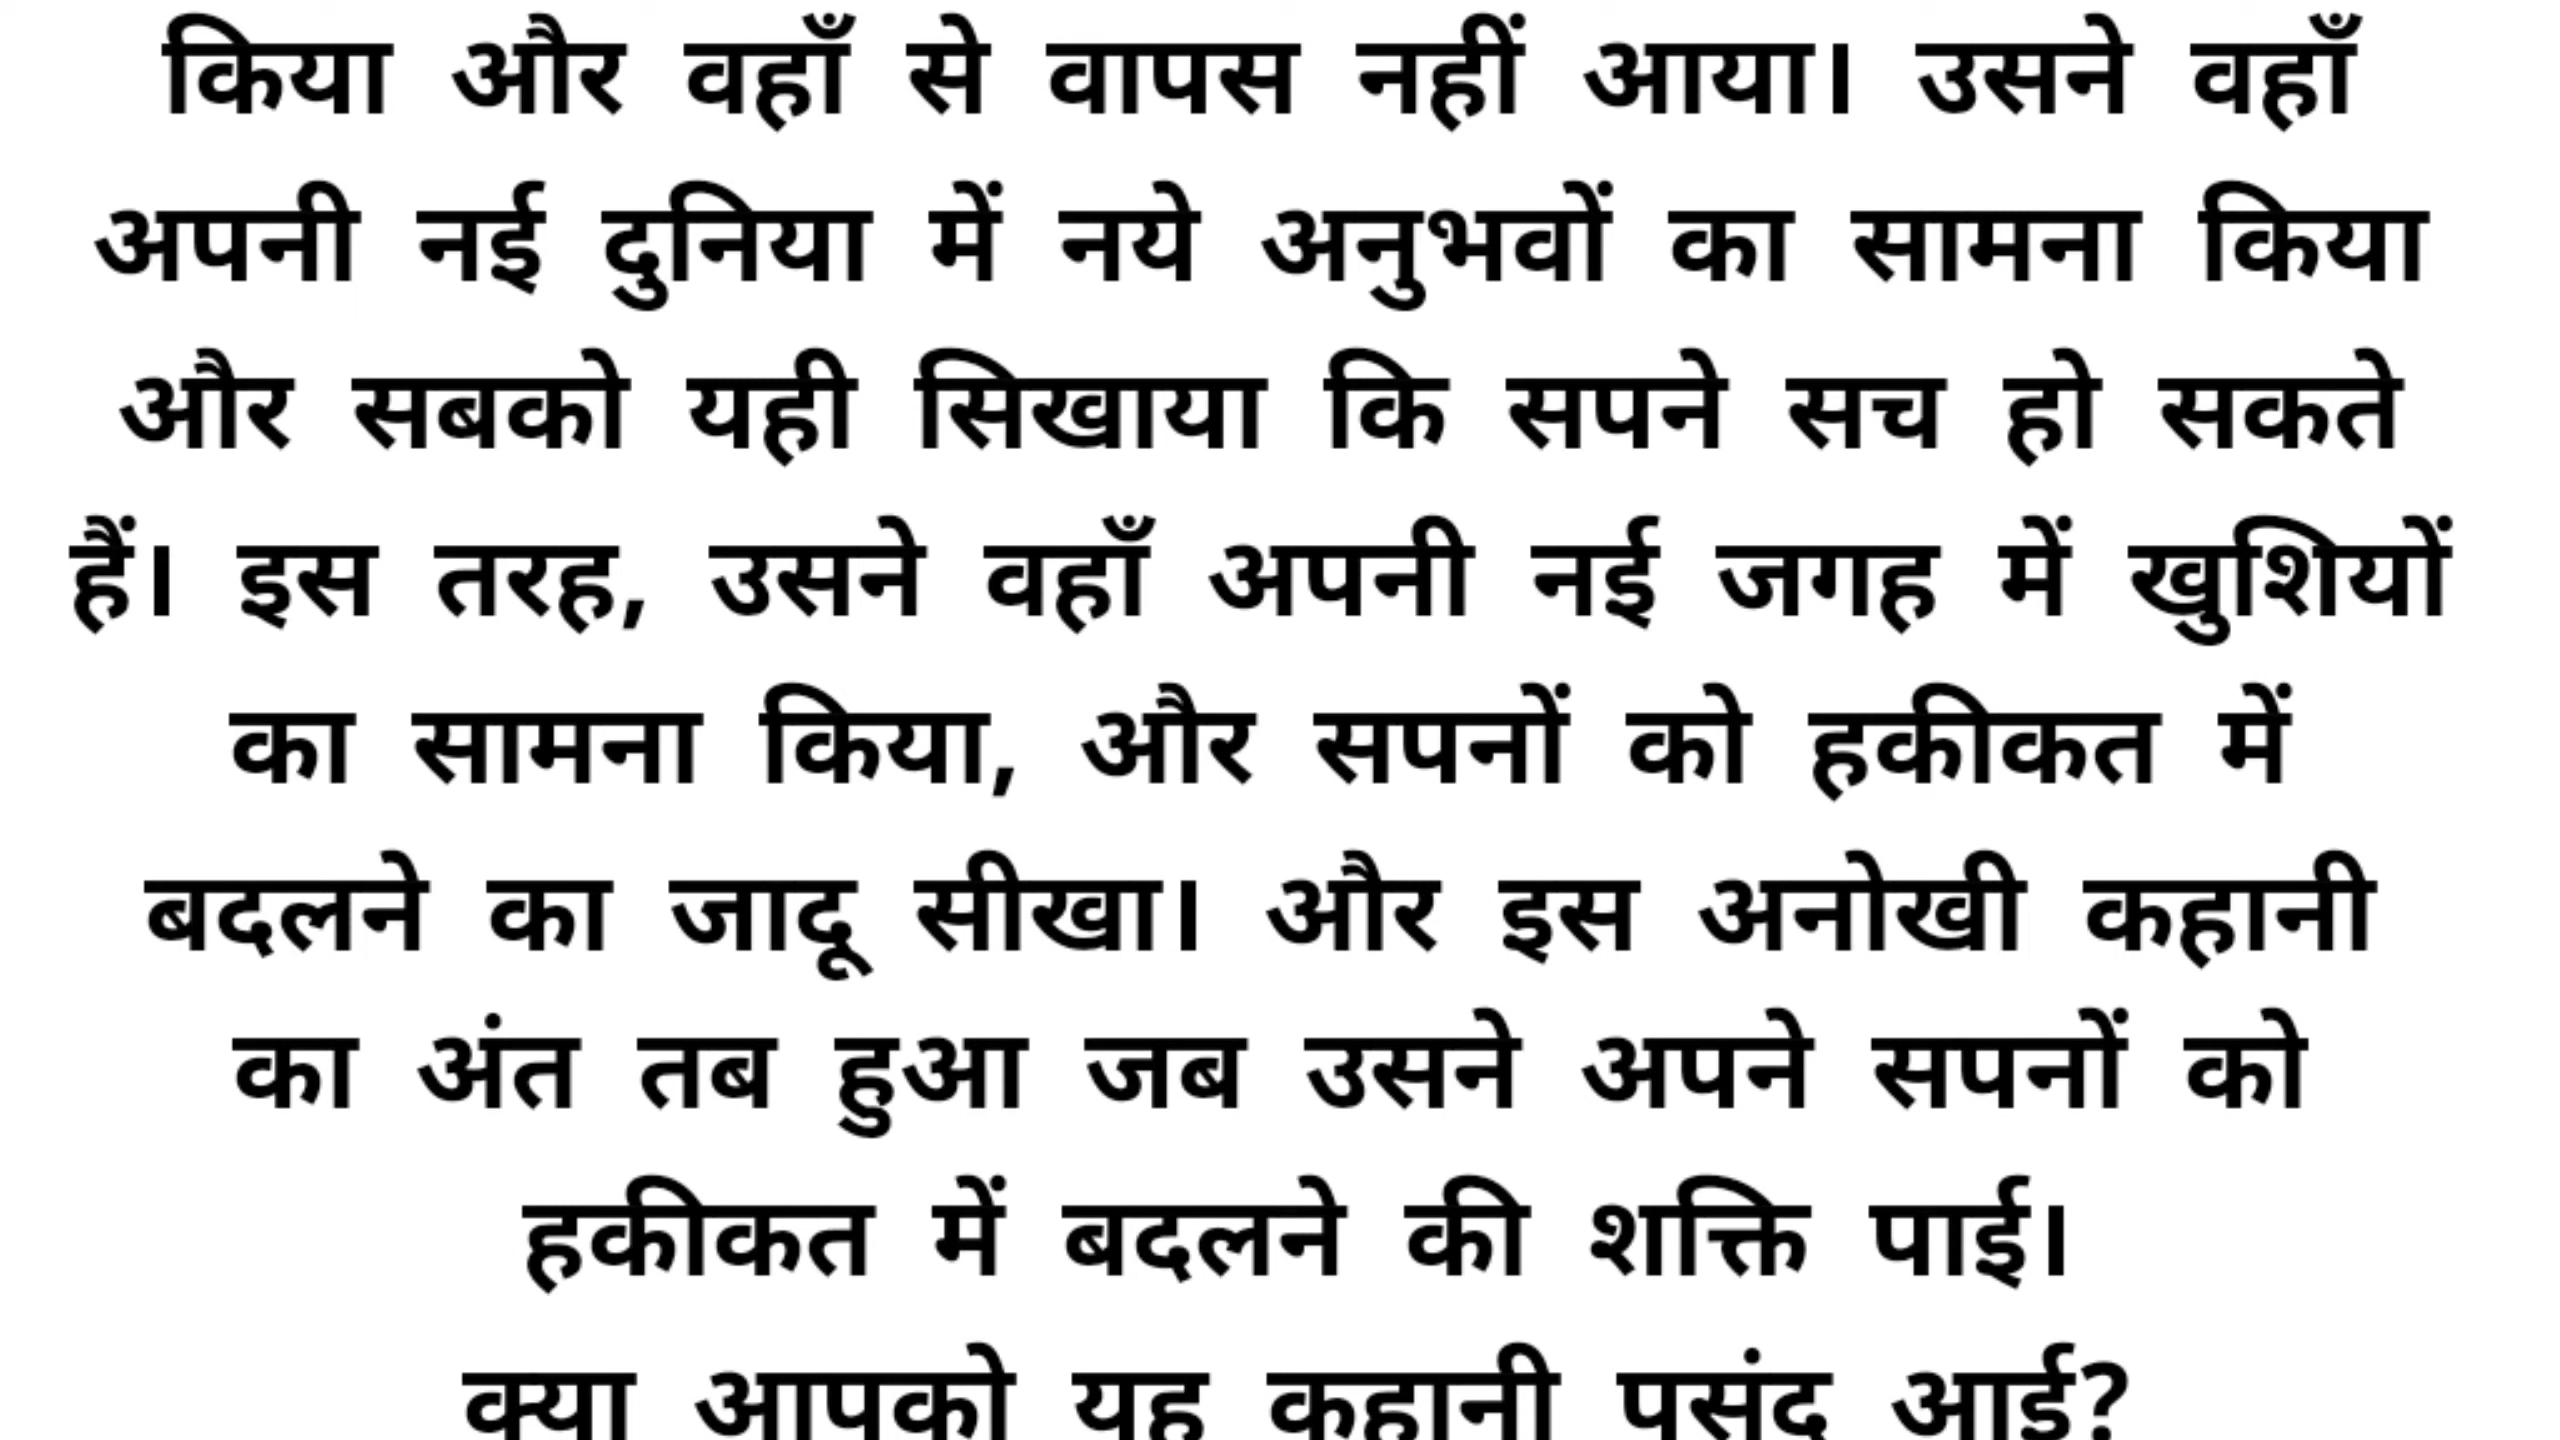 किया और वहाँ से वापस नहीं आया। उसने वहाँ
अपनी नई दुनिया में नये अनुभवों का सामना किया
और सबको यही सिखाया कि सपने सच हो सकते
हैं। इस तरह, उसने वहाँ अपनी नई जगह में खुशियों
का सामना किया, और सपनों को हकीकत में
बदलने का जादू सीखा। और इस अनोखी कहानी
का अंत तब हुआ जब उसने अपने सपनों को
हकीकत में बदलने की शक्ति पाई।
क्या आपको यह कहानी पसंद आई?